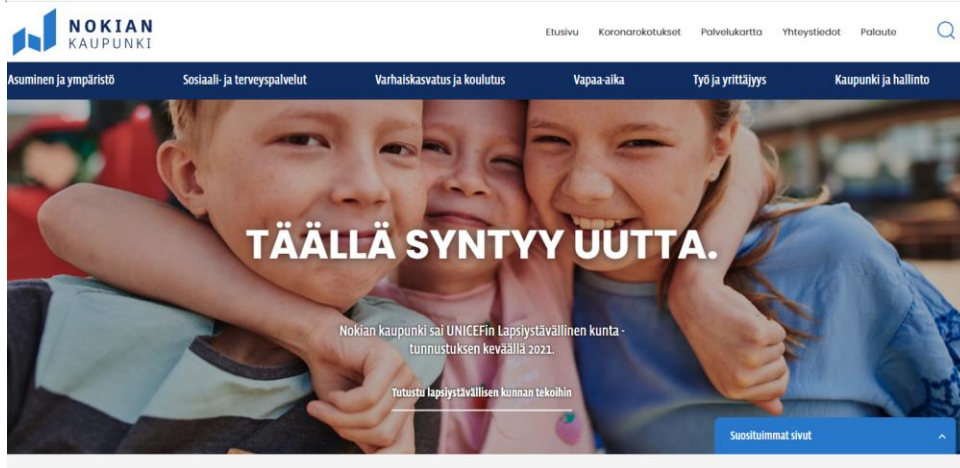 NOKIAN
KAUPUNKI
Etusivu Koronarokotukset Palvelukartta Yhteystiedot Palaute
Asuminen ja ympäristö Sosiaali- ja terveyspalvelut Varhaiskasvatus ja koulutus Vapaa-aika Työ ja yrittäjyys Kaupunki ja hallinto
TÄÄLLÄ SYNTYY UUTTA.
Nokian kaupunki sai UNICEFin Lapsiystävällinen kunta -
tunnustuksen keväällä 2021.
Tutustu lapsiystävällisen kunnan tekoihin
Suosituimmat sivut